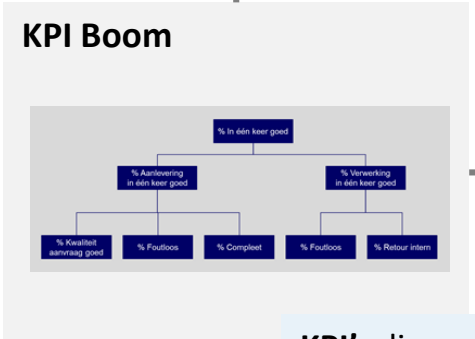 KPI Boom
% In één keer goed
% Aanlevering
in één keer goed
% Verwerking
in één keer goed
% Kwaliteit
aanvraag goed
% Foutloos
% Compleet
% Foutloos
% Retour intern
KPI'